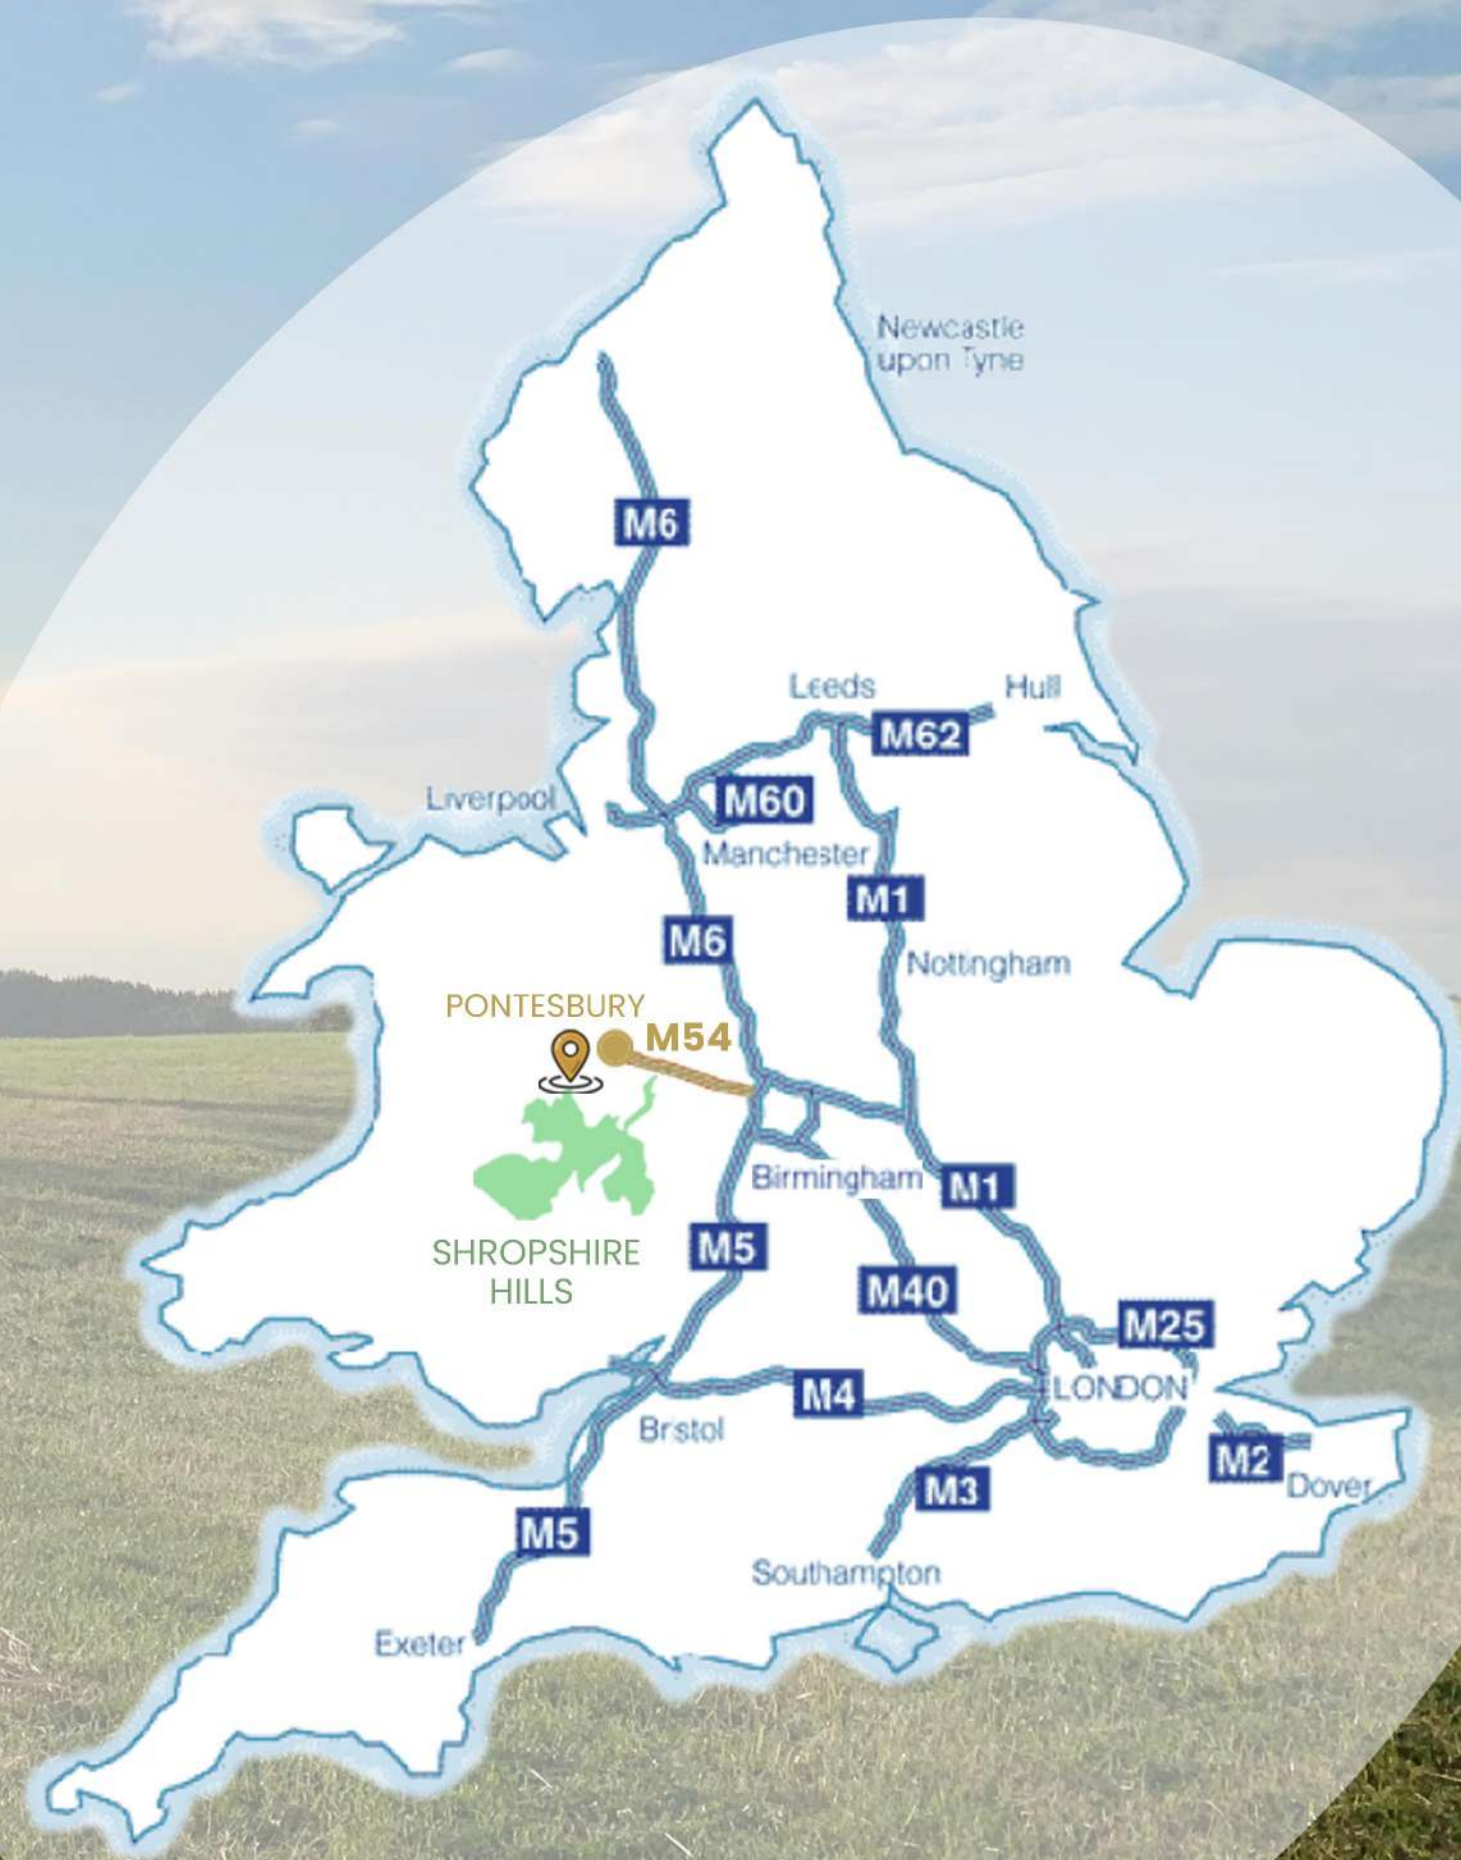 Newcastle
upon Tyne
M6
Leeds
Hull
M62
Liverpool
M60
Manchester
M1
M6
Nottingham
PONTESBURY
M54
Birmingham
M1
SHROPSHIRE
HILLS
M5
M40
M25
LONDON
M4
Bristol
M2
Dover
M3
M5
Southampton
Exeter